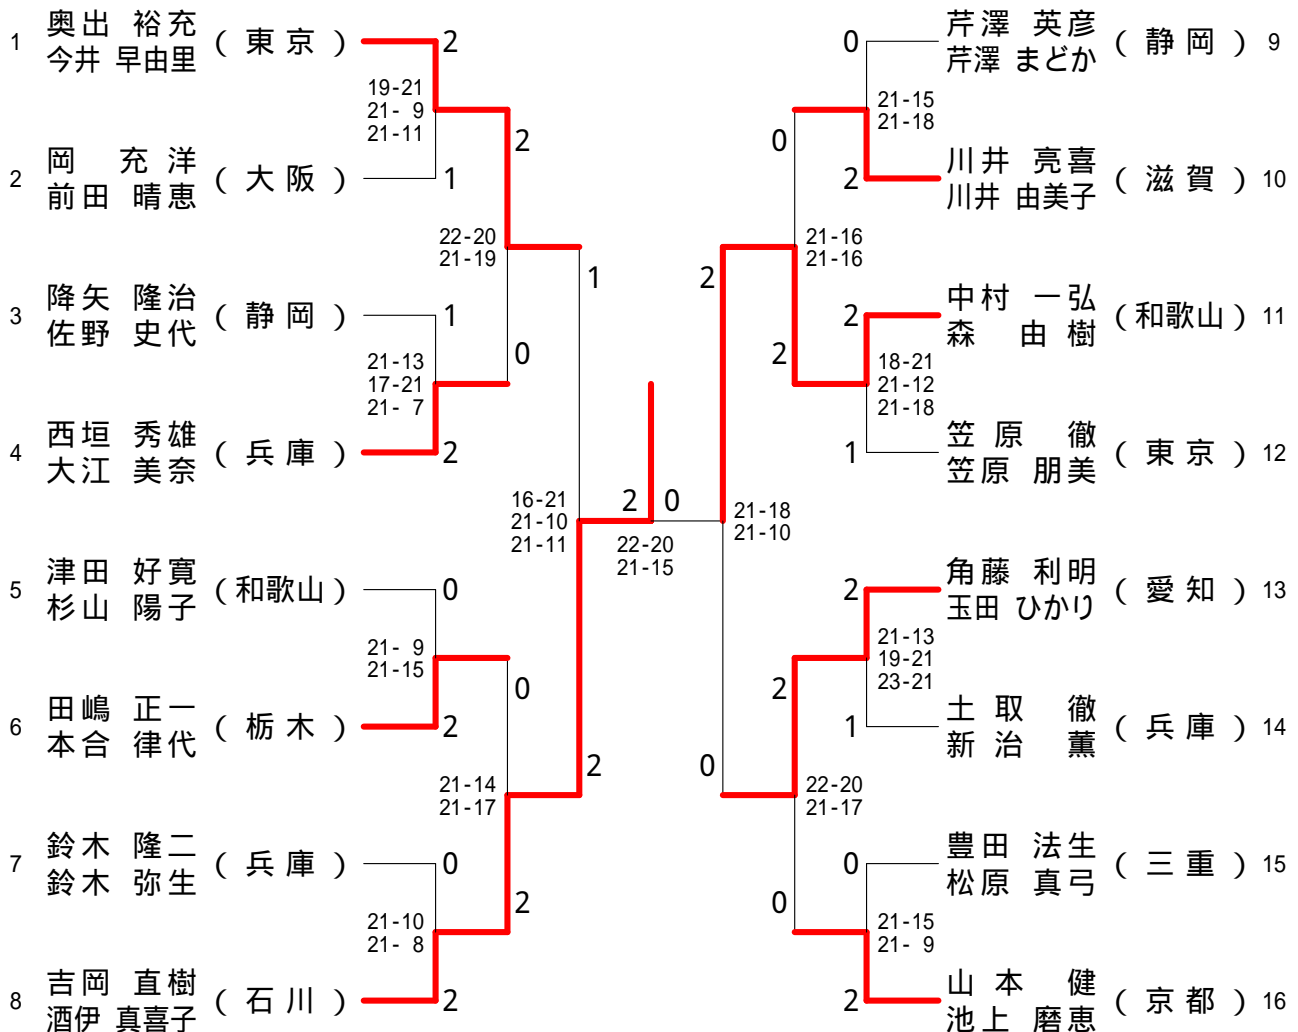 1 奥出 裕充 (東京) 2
今井 早由里
19-21
21- 9
21-11
2
2 岡 充洋 (大阪) 1
前田 晴恵
22-20
21-19
1
3 降矢 隆治 (静岡) 1
佐野 史代
21-13
17-21
21- 7
0
4 西垣 秀雄 (兵庫) 2
大江 美奈
16-21
21-10
21-11
5 津田 好寛 (和歌山) 0
杉山 陽子
21- 9
21-15
0
6 田嶋 正一 (栃木) 2
本合 律代
21-14
21-17
2
7 鈴木 隆二 (兵庫) 0
鈴木 弥生
21-10
21- 8
2
8 吉岡 直樹 (石川) 2
酒伊 真喜子
2 0
22-20
21-15
0 芹澤 英彦 (静岡) 9
芹澤 まどか
21-15
21-18
0
2 川井 亮喜 (滋賀) 10
川井 由美子
21-16
21-16
2
2 中村 一弘 (和歌山) 11
森 由樹
18-21
21-12
21-18
2
1 笠原 徹 (東京) 12
笠原 朋美
21-18
21-10
2 角藤 利明 (愛知) 13
玉田 ひかり
21-13
19-21
23-21
2
1 土取 徹 (兵庫) 14
新治 薫
22-20
21-17
0
0 豊田 法生 (三重) 15
松原 真弓
21-15
21- 9
0
2 山本 健 (京都) 16
池上 磨恵